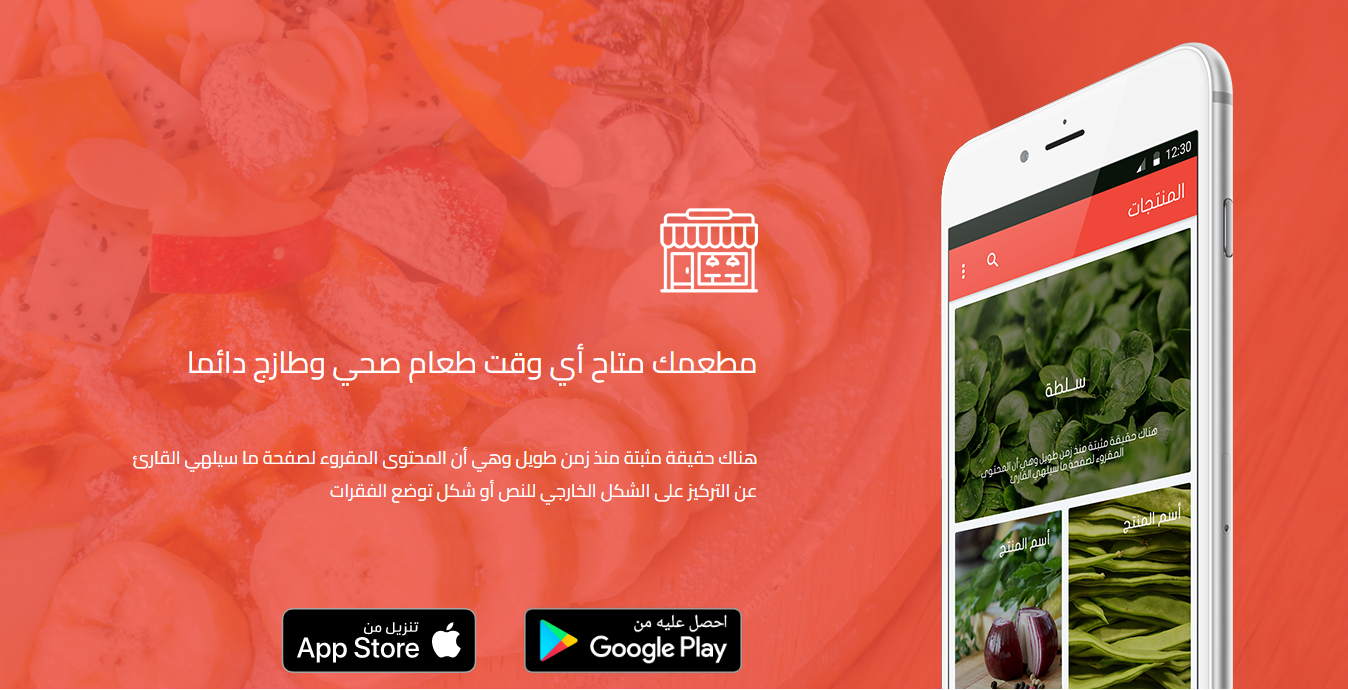 مطعمك متاح أي وقت طعام صحي وطازج دائما
هناك حقيقة مثبتة منذ زمن طويل وهي أن المحتوى المقروء لصفحة ما سيلهي القارئ
عن التركيز على الشكل الخارجي للنص أو شكل توضع الفقرات
احصل عليه من
Google Play
تنزيل من
App Store
12:30
المنتجات
سـلـطة
هناك حقيقة مثبتة منذ زمن طويل وهي أن المحتوى
المقروء لصفحة ما سيلهي القارئ
أسم المنتج
أسم المنتج